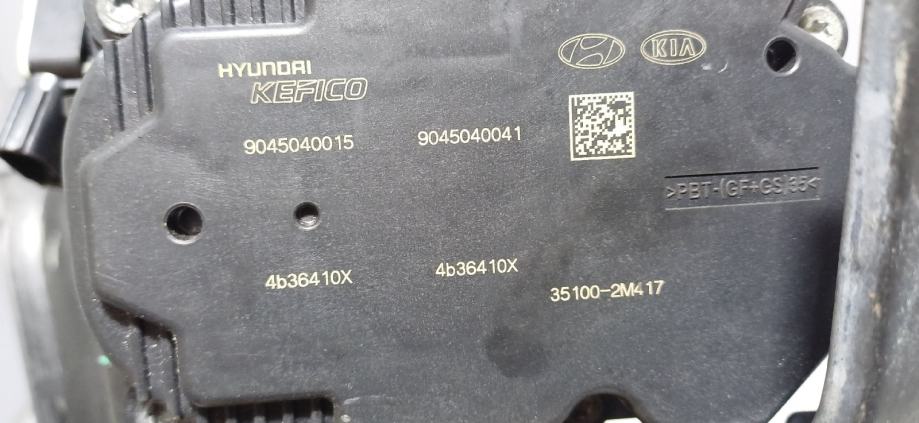 HYUNDAI
KEFICO
KIA
9045040015
9045040041
>PBT-(GF+GS)35<
4b36410X
4b36410X
35100-2M417